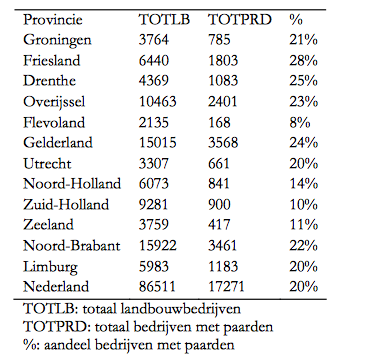 Provincie TOTLB TOTPRD %
Groningen 3764 785 21%
Friesland 6440 1803 28%
Drenthe 4369 1083 25%
Overijssel 10463 2401 23%
Flevoland 2135 168 8%
Gelderland 15015 3568 24%
Utrecht 3307 661 20%
Noord-Holland 6073 841 14%
Zuid-Holland 9281 900 10%
Zeeland 3759 417 11%
Noord-Brabant 15922 3461 22%
Limburg 5983 1183 20%
Nederland 86511 17271 20%
TOTLB: totaal landbouwbedrijven
TOTPRD: totaal bedrijven met paarden
%: aandeel bedrijven met paarden